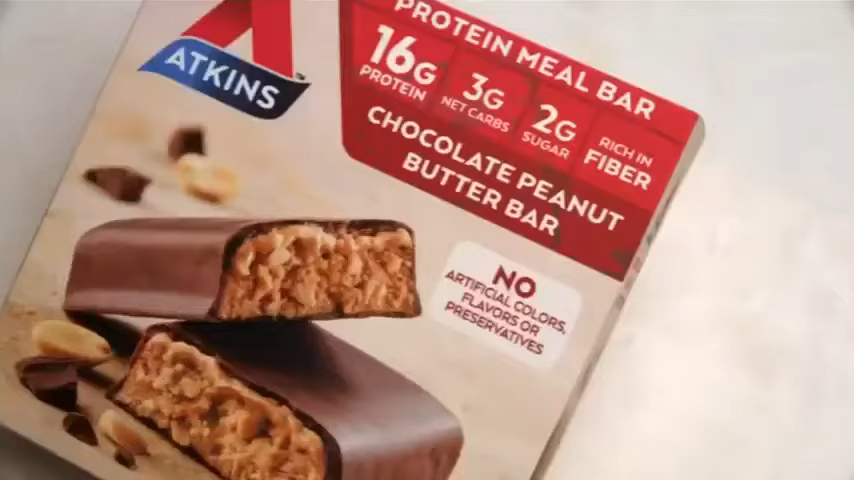 ATKINS
PROTEIN MEAL BAR
16G
PROTEIN
3G
NET CARBS
2G
SUGAR
RICH IN
FIBER
CHOCOLATE PEANUT
BUTTER BAR
NO
ARTIFICIAL COLORS,
FLAVORS OR
PRESERVATIVES